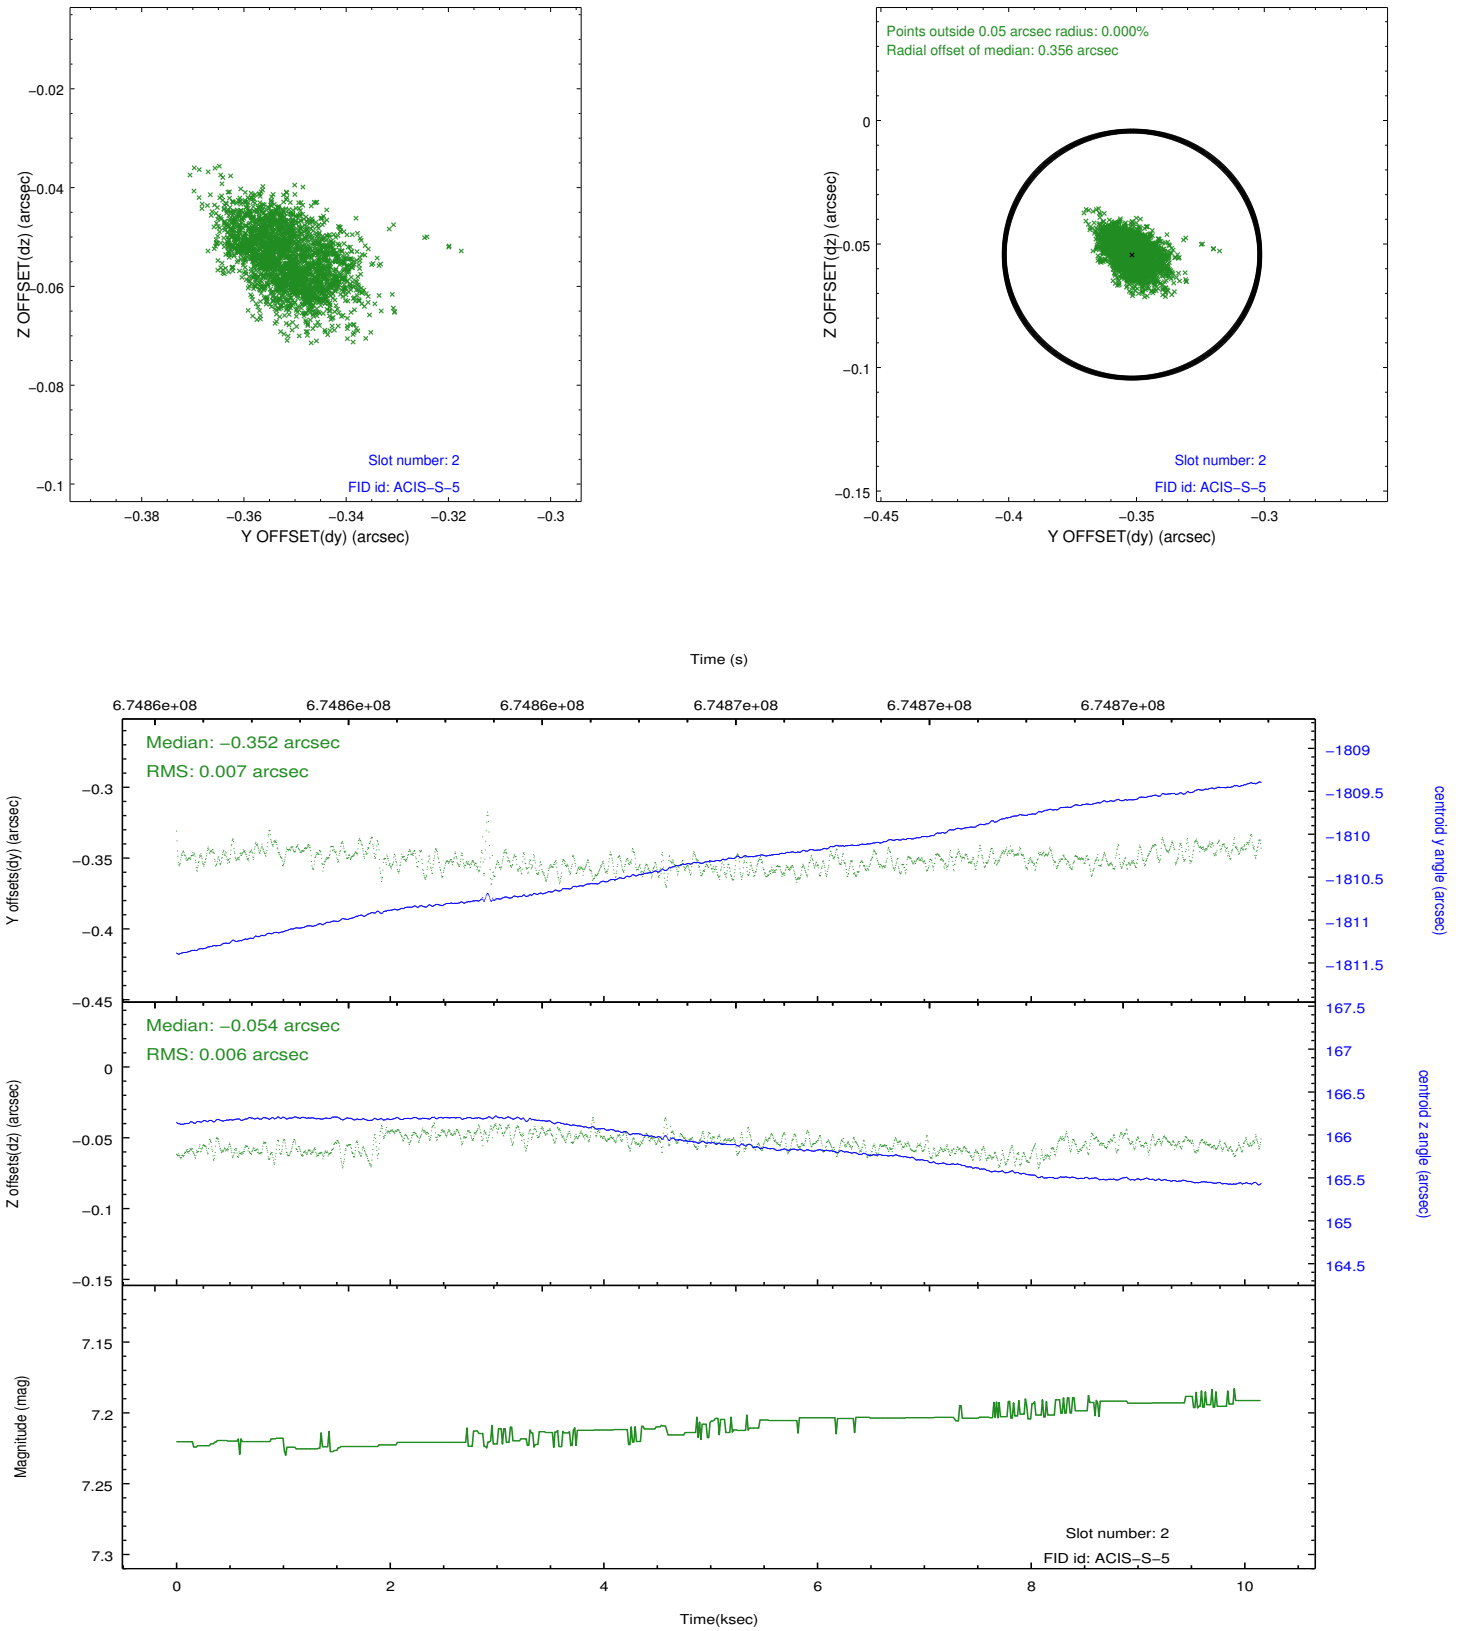 Points outside 0.05 arcsec radius: 0.000%
Radial offset of median: 0.356 arcsec
−0.02
−0.04
−0.06
−0.08
−0.1
Z OFFSET(dz) (arcsec)
Slot number: 2
FID id: ACIS−S−5
−0.38
−0.36
−0.34
−0.32
−0.3
Y OFFSET(dy) (arcsec)
0
−0.05
−0.1
−0.15
Z OFFSET(dz) (arcsec)
Slot number: 2
FID id: ACIS−S−5
−0.45
−0.4
−0.35
−0.3
Y OFFSET(dy) (arcsec)
Time (s)
6.7486e+08
6.7486e+08
6.7486e+08
6.7487e+08
6.7487e+08
6.7487e+08
Median: −0.352 arcsec
RMS: 0.007 arcsec
−0.3
−0.35
−0.4
−0.45
Y offsets(dy) (arcsec)
−1809
−1809.5
−1810
−1810.5
−1811
−1811.5
centroid y angle (arcsec)
Median: −0.054 arcsec
RMS: 0.006 arcsec
0
−0.05
−0.1
−0.15
Z offsets(dz) (arcsec)
167.5
167
166.5
166
165.5
165
164.5
centroid z angle (arcsec)
7.15
7.2
7.25
7.3
Magnitude (mag)
Slot number: 2
FID id: ACIS−S−5
0
2
4
6
8
10
Time(ksec)